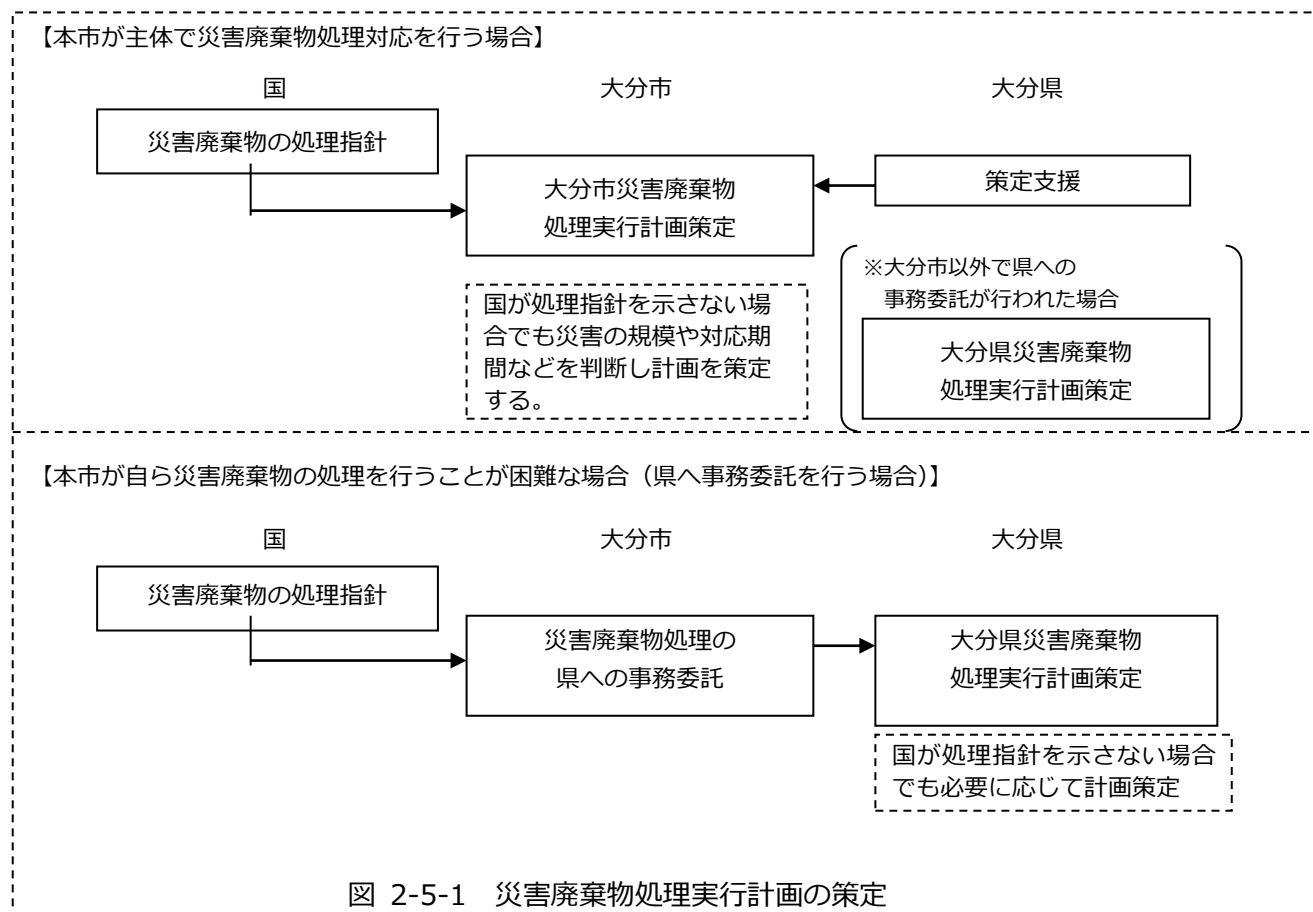 【本市が主体で災害廃棄物処理対応を行う場合】
国
大分市
大分県
災害廃棄物の処理指針
大分市災害廃棄物
処理実行計画策定
策定支援
国が処理指針を示さない場
合でも災害の規模や対応期
間などを判断し計画を策定
する。
※大分市以外で県への
事務委託が行われた場合
大分県災害廃棄物
処理実行計画策定
【本市が自ら災害廃棄物の処理を行うことが困難な場合（県へ事務委託を行う場合）】
国
大分市
大分県
災害廃棄物の処理指針
災害廃棄物処理の
県への事務委託
大分県災害廃棄物
処理実行計画策定
国が処理指針を示さない場合
でも必要に応じて計画策定
図 2-5-1 災害廃棄物処理実行計画の策定